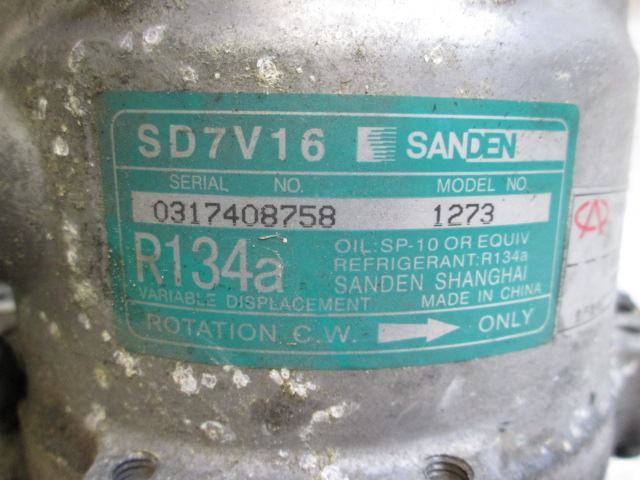 SD7V16 SANDEN
SERIAL NO. MODEL NO
0317408758 1273
R134a
OIL:SP-10 OR EQUIV
REFRIGERANT:R134a
SANDEN SHANGHAI
VARIABLE DISPLACEMENT MADE IN CHINA
ROTATION C.W. ONLY